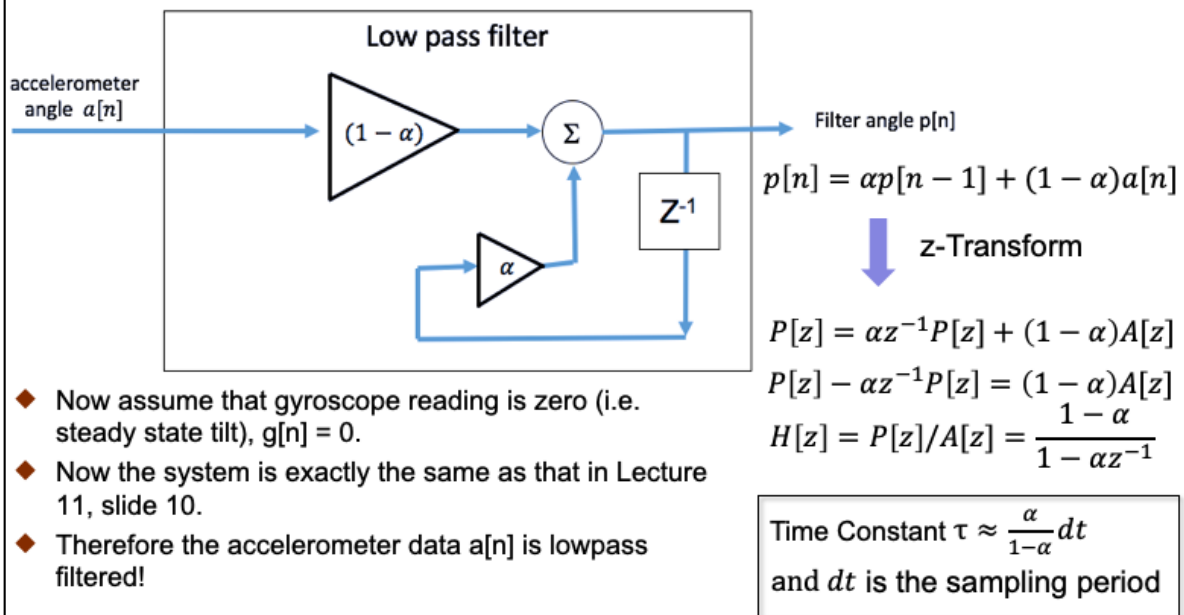 Low pass filter
accelerometer
angle a[n]
(1 − α)
Σ
Filter angle p[n]
Z-1
α
p[n] = αp[n − 1] + (1 − α)a[n]
z-Transform
P[z] = αz⁻¹P[z] + (1 − α)A[z]
P[z] − αz⁻¹P[z] = (1 − α)A[z]
H[z] = P[z]/A[z] = (1 − α)/(1 − αz⁻¹)
Now assume that gyroscope reading is zero (i.e.
steady state tilt), g[n] = 0.
Now the system is exactly the same as that in Lecture
11, slide 10.
Therefore the accelerometer data a[n] is lowpass
filtered!
Time Constant τ ≈ α/(1−α) dt
and dt is the sampling period